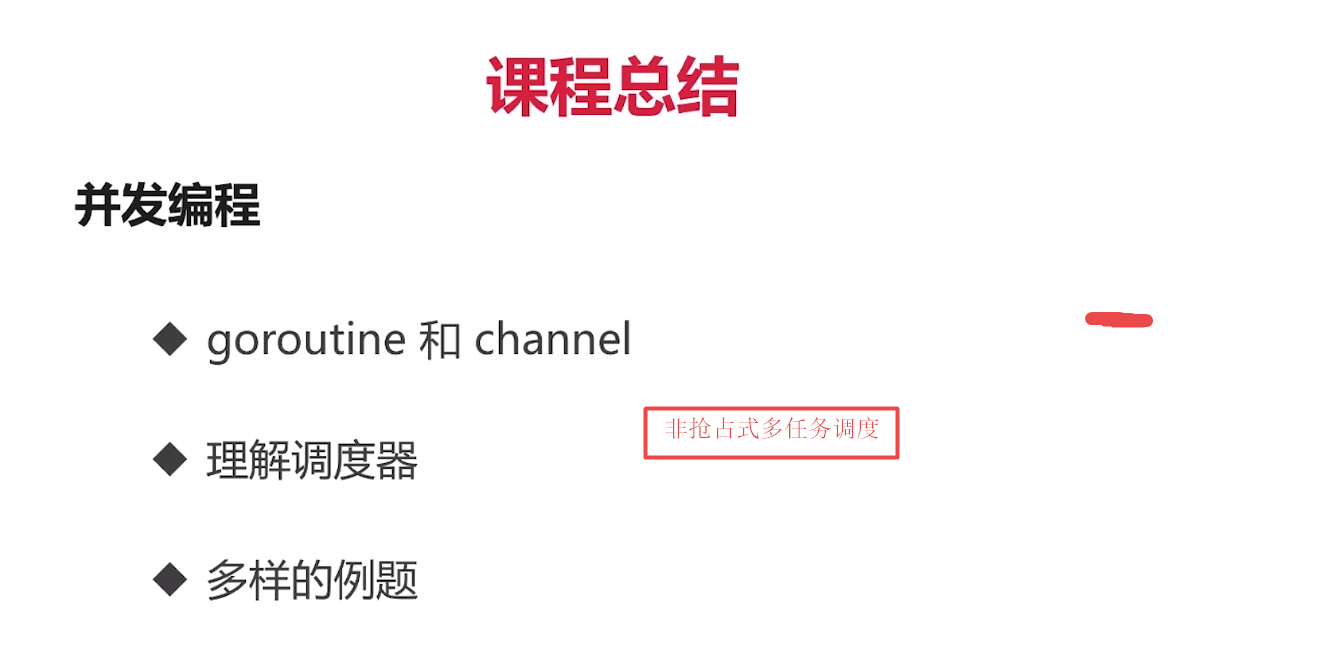 课程总结
并发编程
◆ goroutine 和 channel
非抢占式多任务调度
◆ 理解调度器
◆ 多样的例题